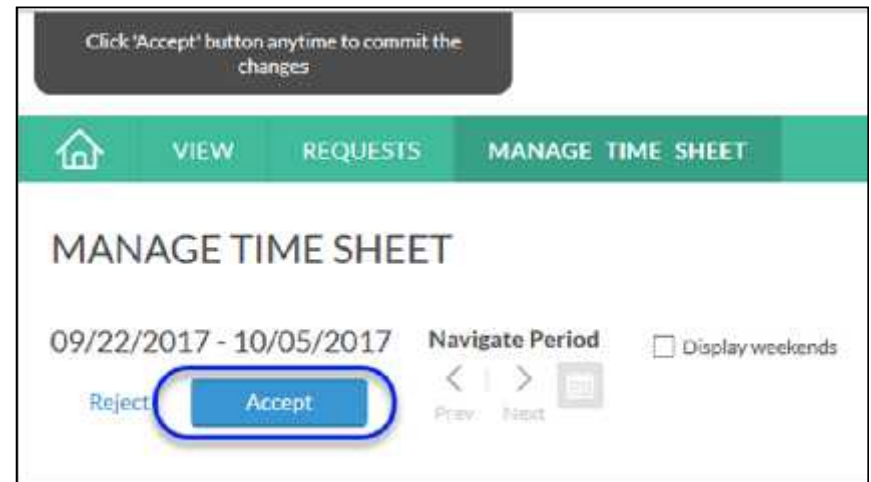 Click 'Accept' button anytime to commit the
changes
VIEW REQUESTS MANAGE TIME SHEET
MANAGE TIME SHEET
09/22/2017 - 10/05/2017 Navigate Period Display weekends
Reject Accept
Prev Next